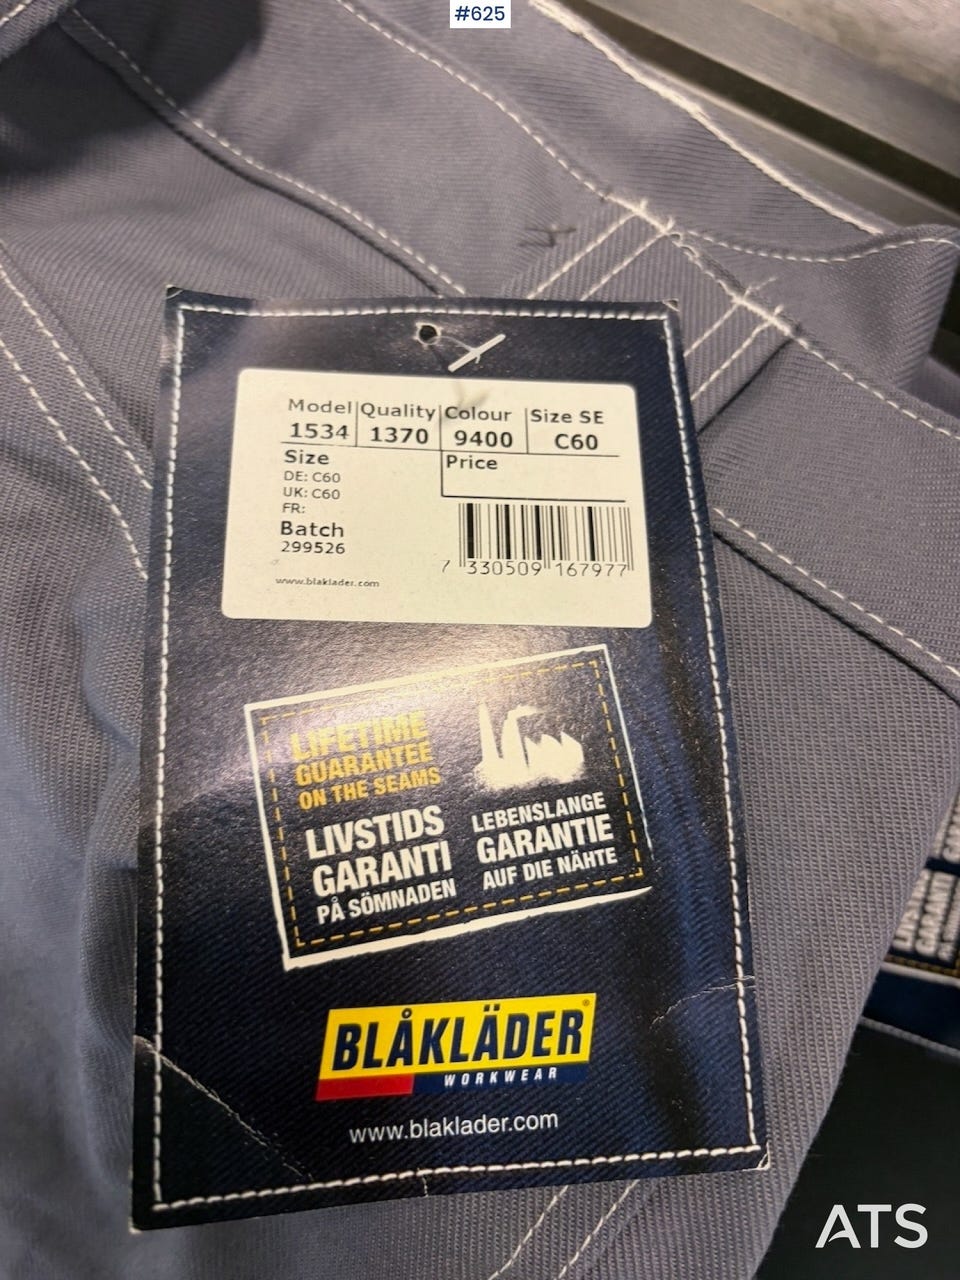 #625
Model Quality Colour Size SE
1534 1370 9400 C60
Size Price
DE: C60
UK: C60
FR:
Batch
299526
7 330509 167977
www.blaklader.com
LIFETIME
GUARANTEE
ON THE SEAMS
LIVSTIDS
GARANTI
PÅ SÖMNADEN
LEBENSLANGE
GARANTIE
AUF DIE NÄHTE
BLÅKLÄDER®
WORKWEAR
www.blaklader.com
LIVSTIDS
GARANTI
ATS